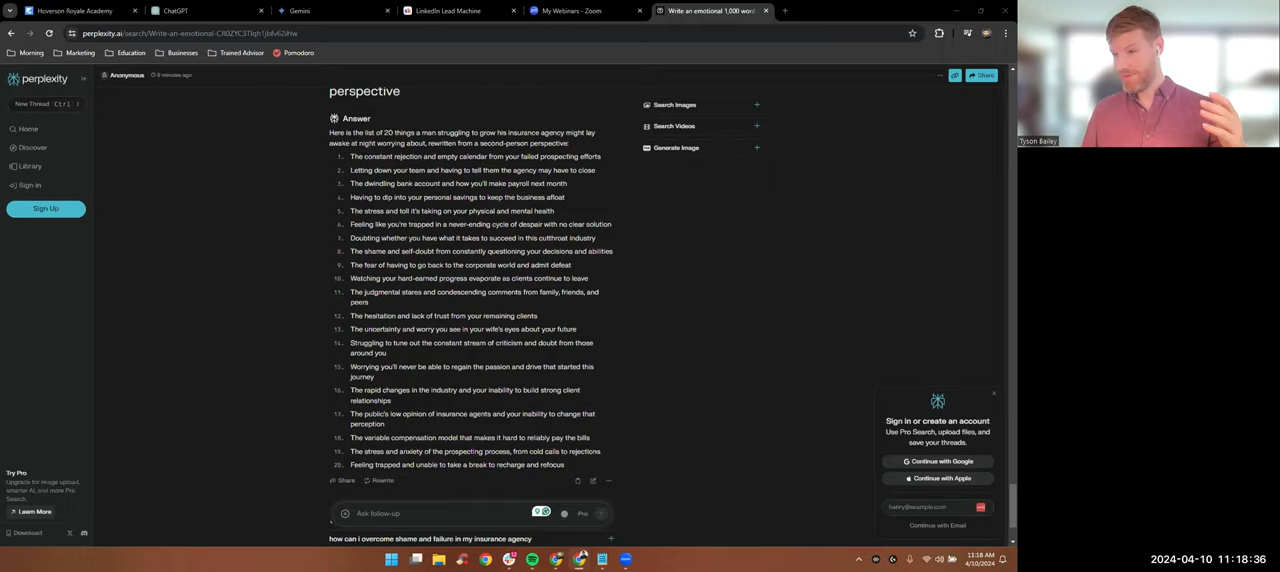 Hoverson Royale Academy
ChatGPT
Gemini
LinkedIn Lead Machine
My Webinars - Zoom
Write an emotional 1,000 word
perplexity.ai/search/Write-an-emotional-CJl0ZYC3Tlqh1jbfv62iHw
Morning
Marketing
Education
Businesses
Trained Advisor
Pomodoro
perplexity
Anonymous
8 minutes ago
Share
New Thread
Ctrl
I
Home
Discover
Library
Sign in
Sign Up
perspective
Answer
Here is the list of 20 things a man struggling to grow his insurance agency might lay
awake at night worrying about, rewritten from a second-person perspective:
1. The constant rejection and empty calendar from your failed prospecting efforts
2. Letting down your team and having to tell them the agency may have to close
3. The dwindling bank account and how you'll make payroll next month
4. Having to dip into your personal savings to keep the business afloat
5. The stress and toll it's taking on your physical and mental health
6. Feeling like you're trapped in a never-ending cycle of despair with no clear solution
7. Doubting whether you have what it takes to succeed in this cutthroat industry
8. The shame and self-doubt from constantly questioning your decisions and abilities
9. The fear of having to go back to the corporate world and admit defeat
10. Watching your hard-earned progress evaporate as clients continue to leave
11. The judgmental stares and condescending comments from family, friends, and
peers
12. The hesitation and lack of trust from your remaining clients
13. The uncertainty and worry you see in your wife's eyes about your future
14. Struggling to tune out the constant stream of criticism and doubt from those
around you
15. Worrying you'll never be able to regain the passion and drive that started this
journey
16. The rapid changes in the industry and your inability to build strong client
relationships
17. The public's low opinion of insurance agents and your inability to change that
perception
18. The variable compensation model that makes it hard to reliably pay the bills
19. The stress and anxiety of the prospecting process, from cold calls to rejections
20. Feeling trapped and unable to take a break to recharge and refocus
Share
Rewrite
Ask follow-up
Pro
how can i overcome shame and failure in my insurance agency
Search Images
Search Videos
Generate Image
Sign in or create an account
Use Pro Search, upload files, and
save your threads.
Continue with Google
Continue with Apple
henry@example.com
Continue with Email
Try Pro
Upgrade for image upload,
smarter AI, and more Pro
Search.
Learn More
Download
11:18 AM
4/10/2024
Tyson Bailey
2024-04-10 11:18:36